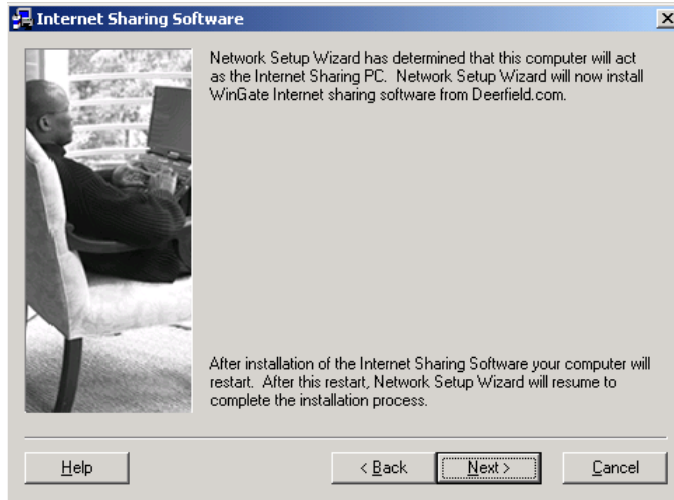 Internet Sharing Software
Network Setup Wizard has determined that this computer will act
as the Internet Sharing PC.  Network Setup Wizard will now install
WinGate Internet sharing software from Deerfield.com.
After installation of the Internet Sharing Software your computer will
restart.  After this restart, Network Setup Wizard will resume to
complete the installation process.
Help
< Back
Next >
Cancel